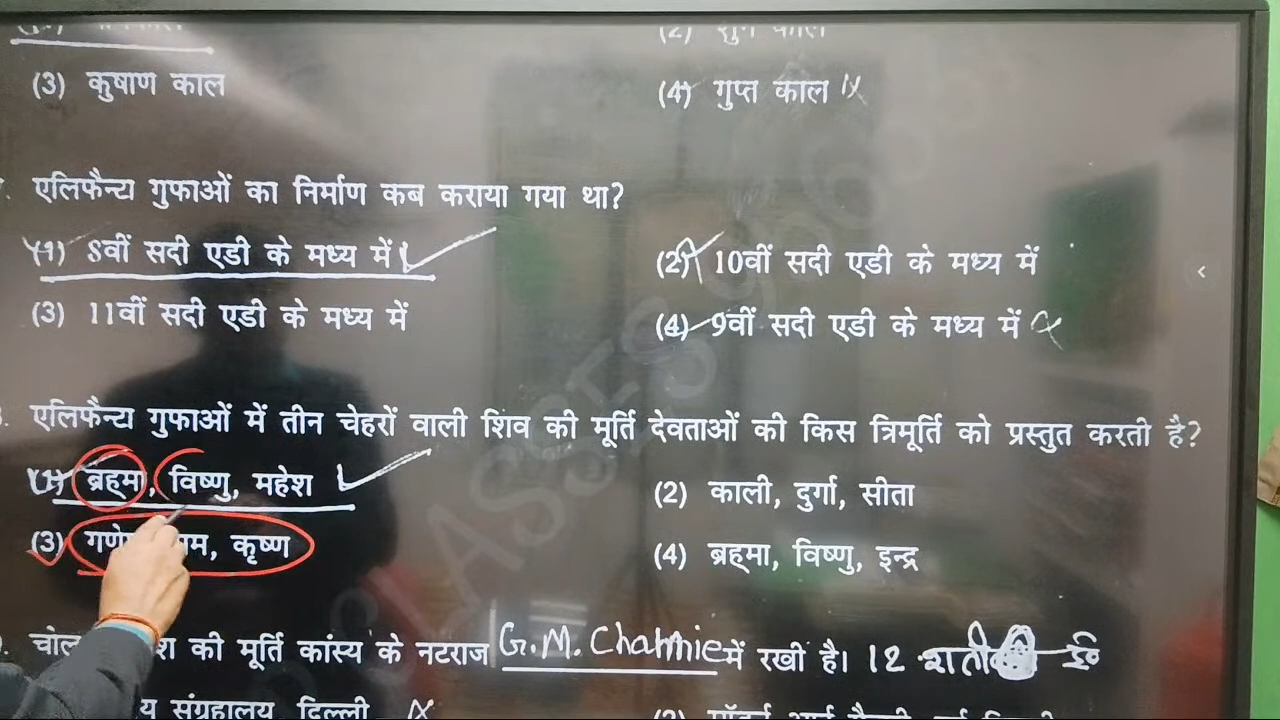 (3) कुषाण काल (4) गुप्त काल
एलिफैन्टा गुफाओं का निर्माण कब कराया गया था?
(1) 8वीं सदी एडी के मध्य में (2) 10वीं सदी एडी के मध्य में
(3) 11वीं सदी एडी के मध्य में (4) 9वीं सदी एडी के मध्य में
एलिफैन्टा गुफाओं में तीन चेहरों वाली शिव की मूर्ति देवताओं की किस त्रिमूर्ति को प्रस्तुत करती है?
(1) ब्रह्मा, विष्णु, महेश (2) काली, दुर्गा, सीता
(3) कृष्ण (4) ब्रह्मा, विष्णु, इन्द्र
की मूर्ति कांस्य के नटराज G.M. में रखी है। 12
संग्रहालय, दिल्ली